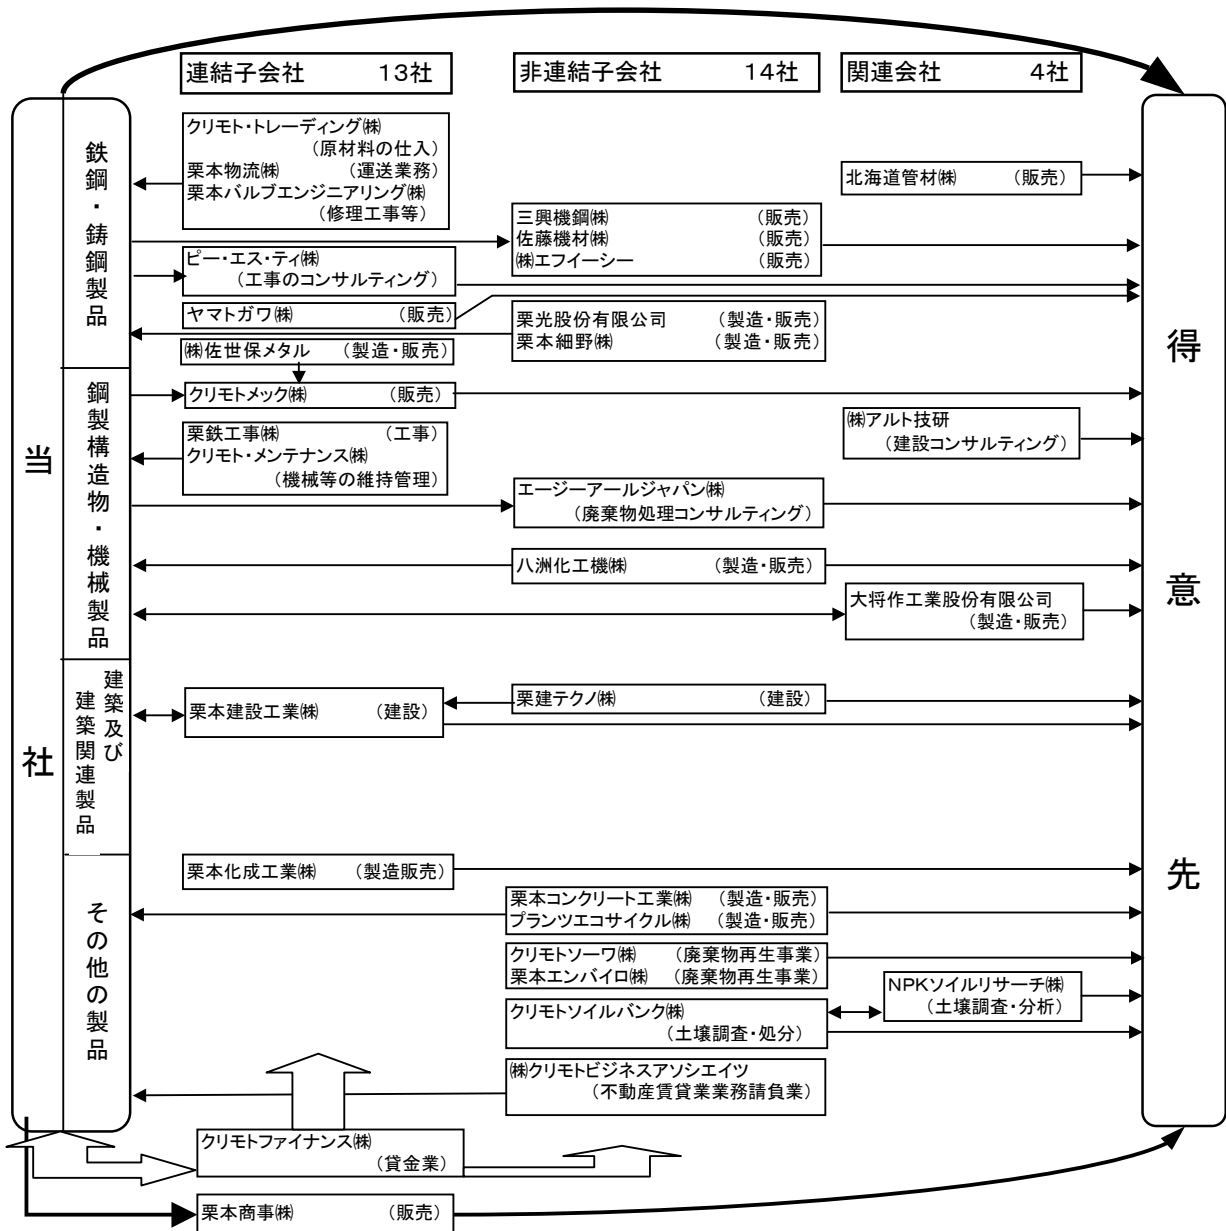 連結子会社 13社
非連結子会社 14社
関連会社 4社
当社
鉄鋼・鋳鋼製品
クリモト・トレーディング㈱
(原材料の仕入)
栗本物流㈱ (運送業務)
栗本バルブエンジニアリング㈱
(修理工事等)
北海道管材㈱ (販売)
三興機鋼㈱ (販売)
佐藤機材㈱ (販売)
㈱エフイーシー (販売)
ピー・エス・ティ㈱
(工事のコンサルティング)
ヤマトガワ㈱ (販売)
栗光股份有限公司 (製造・販売)
栗本細野㈱ (製造・販売)
㈱佐世保メタル (製造・販売)
鋼製構造物・機械製品
クリモトメック㈱ (販売)
栗鉄工事㈱ (工事)
クリモト・メンテナンス㈱
(機械等の維持管理)
㈱アルト技研
(建設コンサルティング)
エージーアールジャパン㈱
(廃棄物処理コンサルティング)
八洲化工機㈱ (製造・販売)
大将作工業股份有限公司
(製造・販売)
建築及び
建築関連製品
栗本建設工業㈱ (建設)
栗建テクノ㈱ (建設)
その他の製品
栗本化成工業㈱ (製造販売)
栗本コンクリート工業㈱ (製造・販売)
プランツエコサイクル㈱ (製造・販売)
クリモトソーワ㈱ (廃棄物再生事業)
栗本エンバイロ㈱ (廃棄物再生事業)
NPKソイルリサーチ㈱
(土壌調査・分析)
クリモトソイルバンク㈱
(土壌調査・処分)
㈱クリモトビジネスアソシエイツ
(不動産賃貸業業務請負業)
クリモトファイナンス㈱
(貸金業)
栗本商事㈱ (販売)
得意先